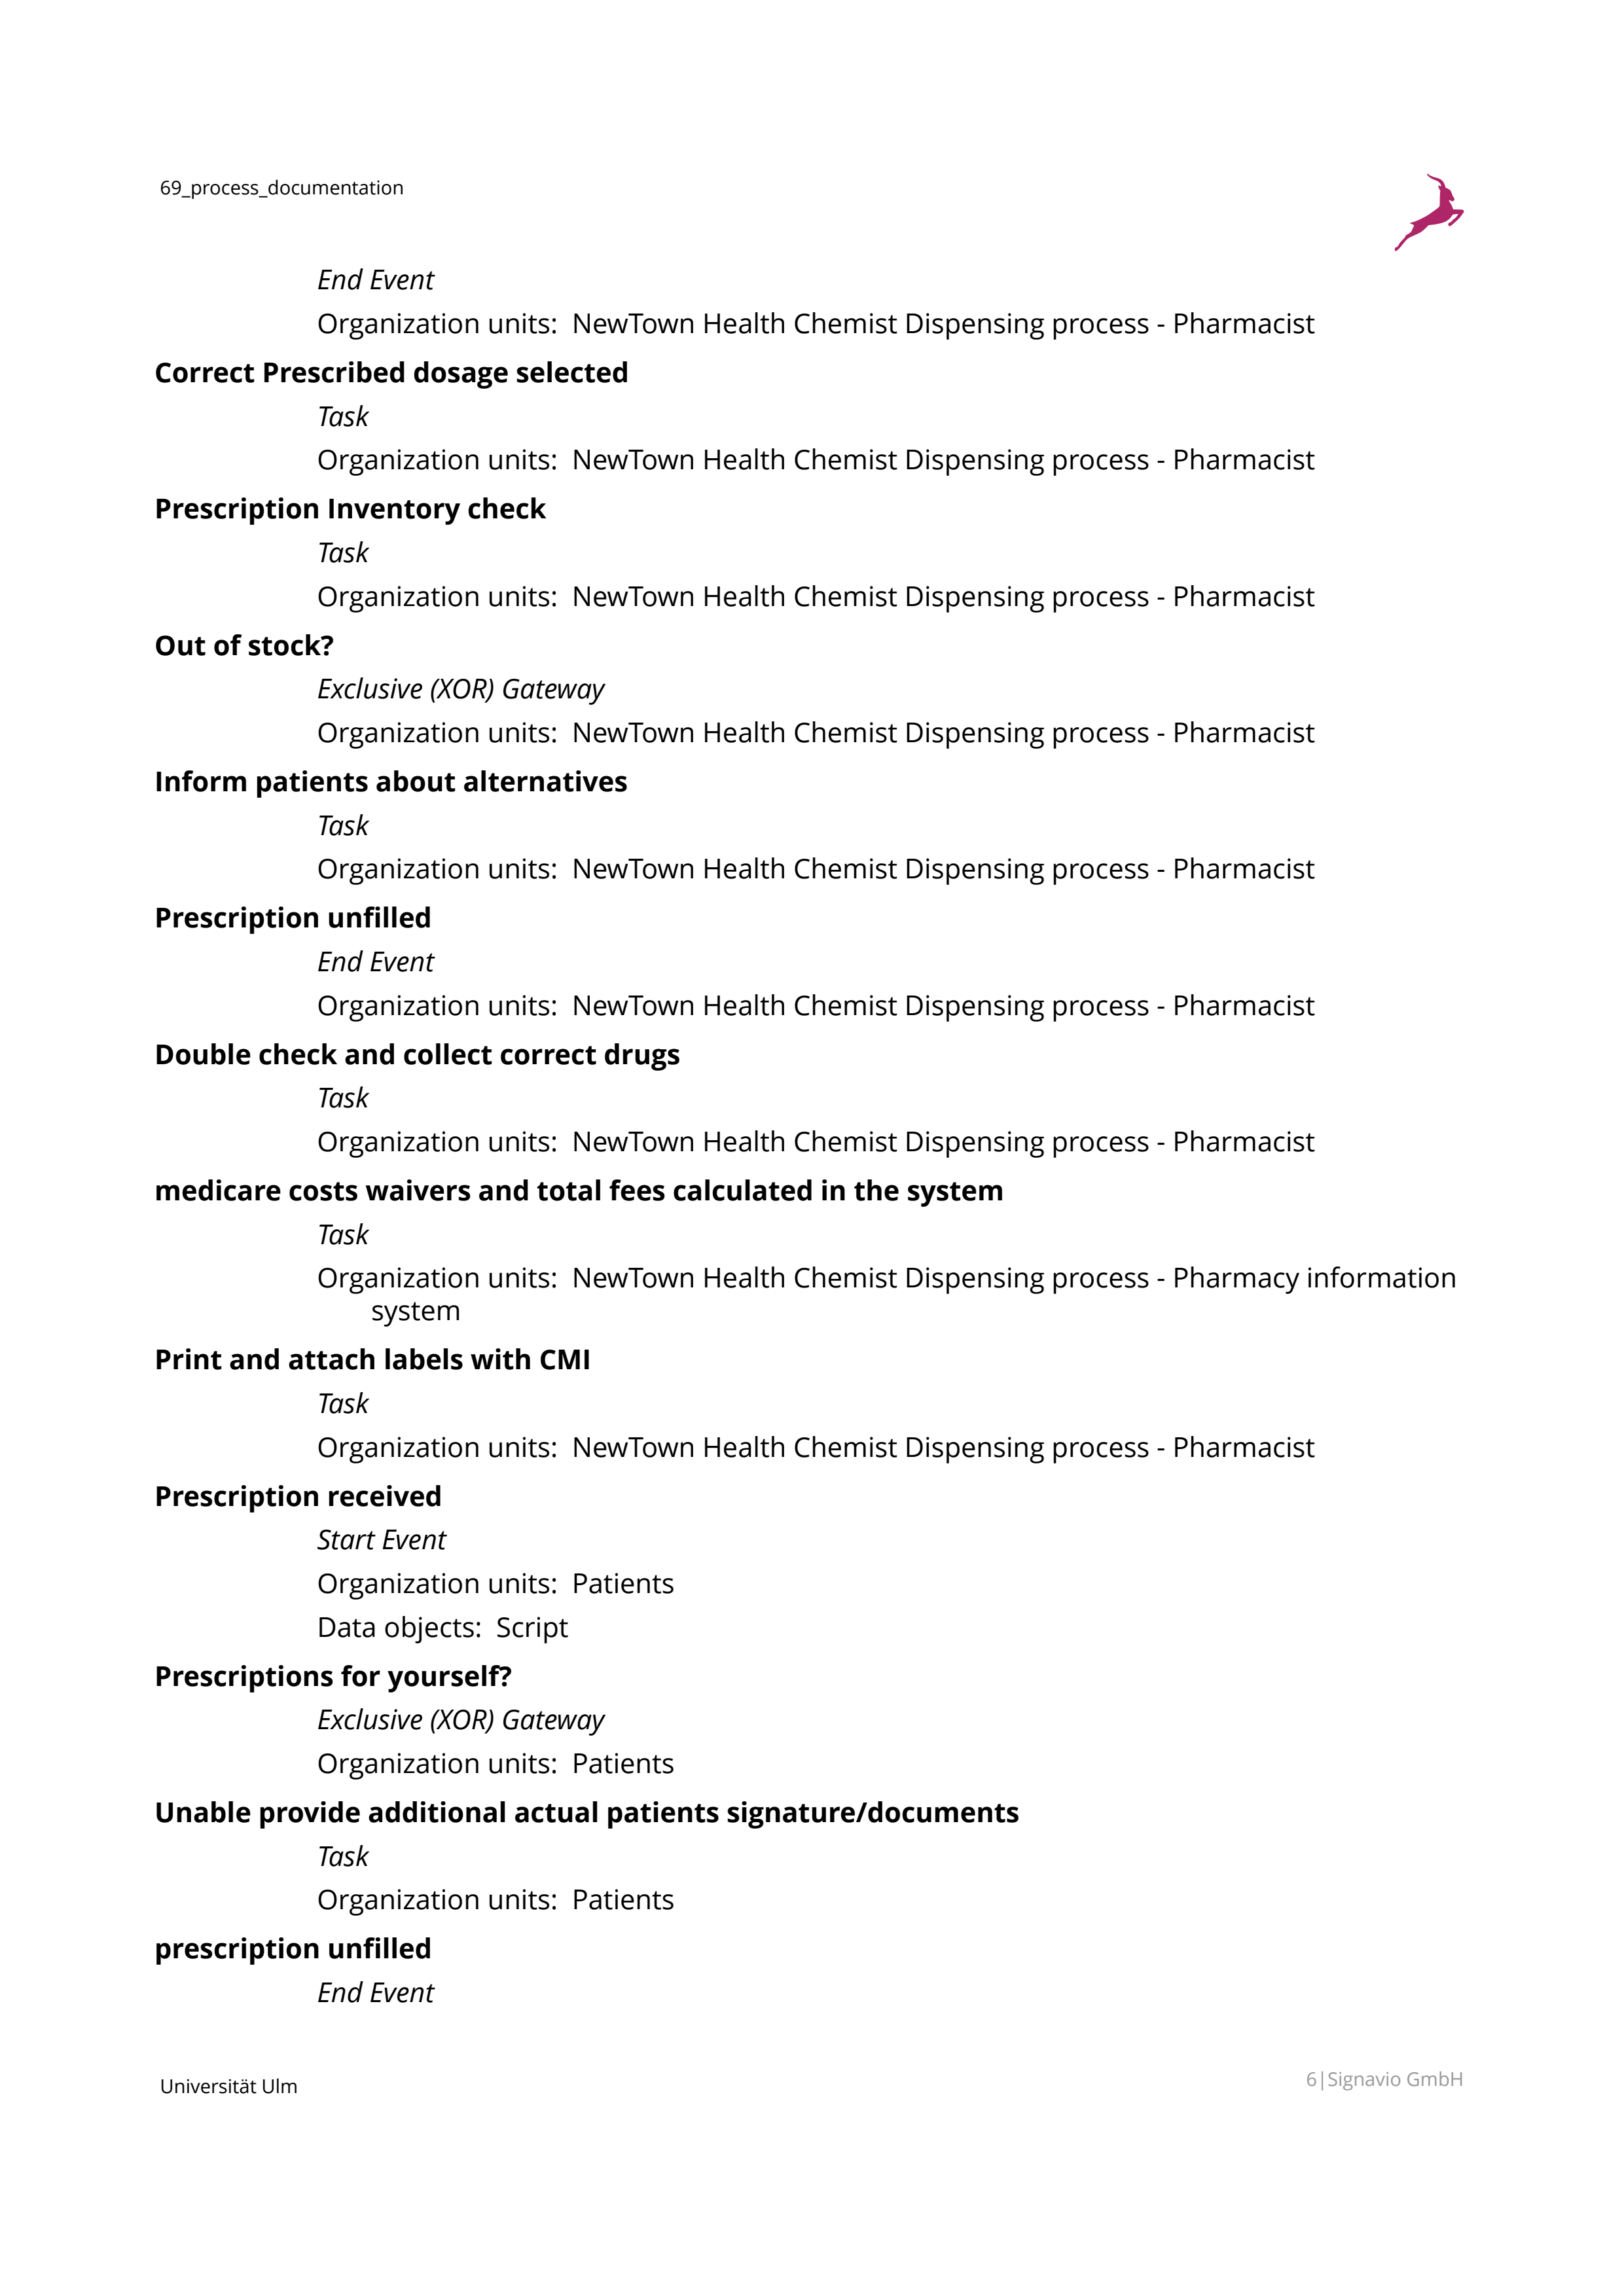 69_process_documentation
End Event
Organization units:  NewTown Health Chemist Dispensing process - Pharmacist
Correct Prescribed dosage selected
Task
Organization units:  NewTown Health Chemist Dispensing process - Pharmacist
Prescription Inventory check
Task
Organization units:  NewTown Health Chemist Dispensing process - Pharmacist
Out of stock?
Exclusive (XOR) Gateway
Organization units:  NewTown Health Chemist Dispensing process - Pharmacist
Inform patients about alternatives
Task
Organization units:  NewTown Health Chemist Dispensing process - Pharmacist
Prescription unfilled
End Event
Organization units:  NewTown Health Chemist Dispensing process - Pharmacist
Double check and collect correct drugs
Task
Organization units:  NewTown Health Chemist Dispensing process - Pharmacist
medicare costs waivers and total fees calculated in the system
Task
Organization units:  NewTown Health Chemist Dispensing process - Pharmacy information
system
Print and attach labels with CMI
Task
Organization units:  NewTown Health Chemist Dispensing process - Pharmacist
Prescription received
Start Event
Organization units:  Patients
Data objects:  Script
Prescriptions for yourself?
Exclusive (XOR) Gateway
Organization units:  Patients
Unable provide additional actual patients signature/documents
Task
Organization units:  Patients
prescription unfilled
End Event
Universität Ulm
6|Signavio GmbH